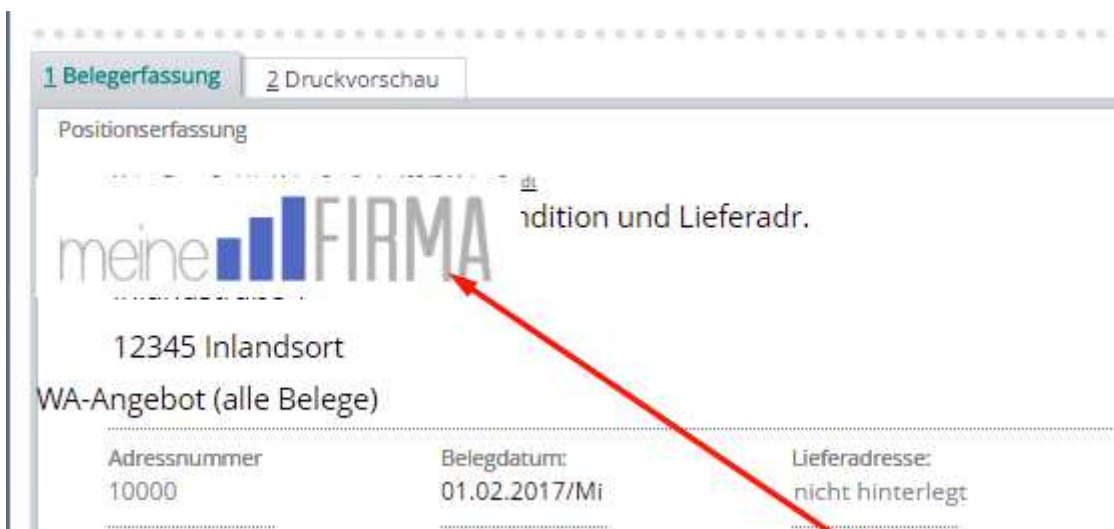 1 Belegerfassung 2 Druckvorschau
Positionserfassung
ndition und Lieferadr.
meine FIRMA
12345 Inlandsort
WA-Angebot (alle Belege)
Adressnummer Belegdatum: Lieferadresse:
10000 01.02.2017/Mi nicht hinterlegt